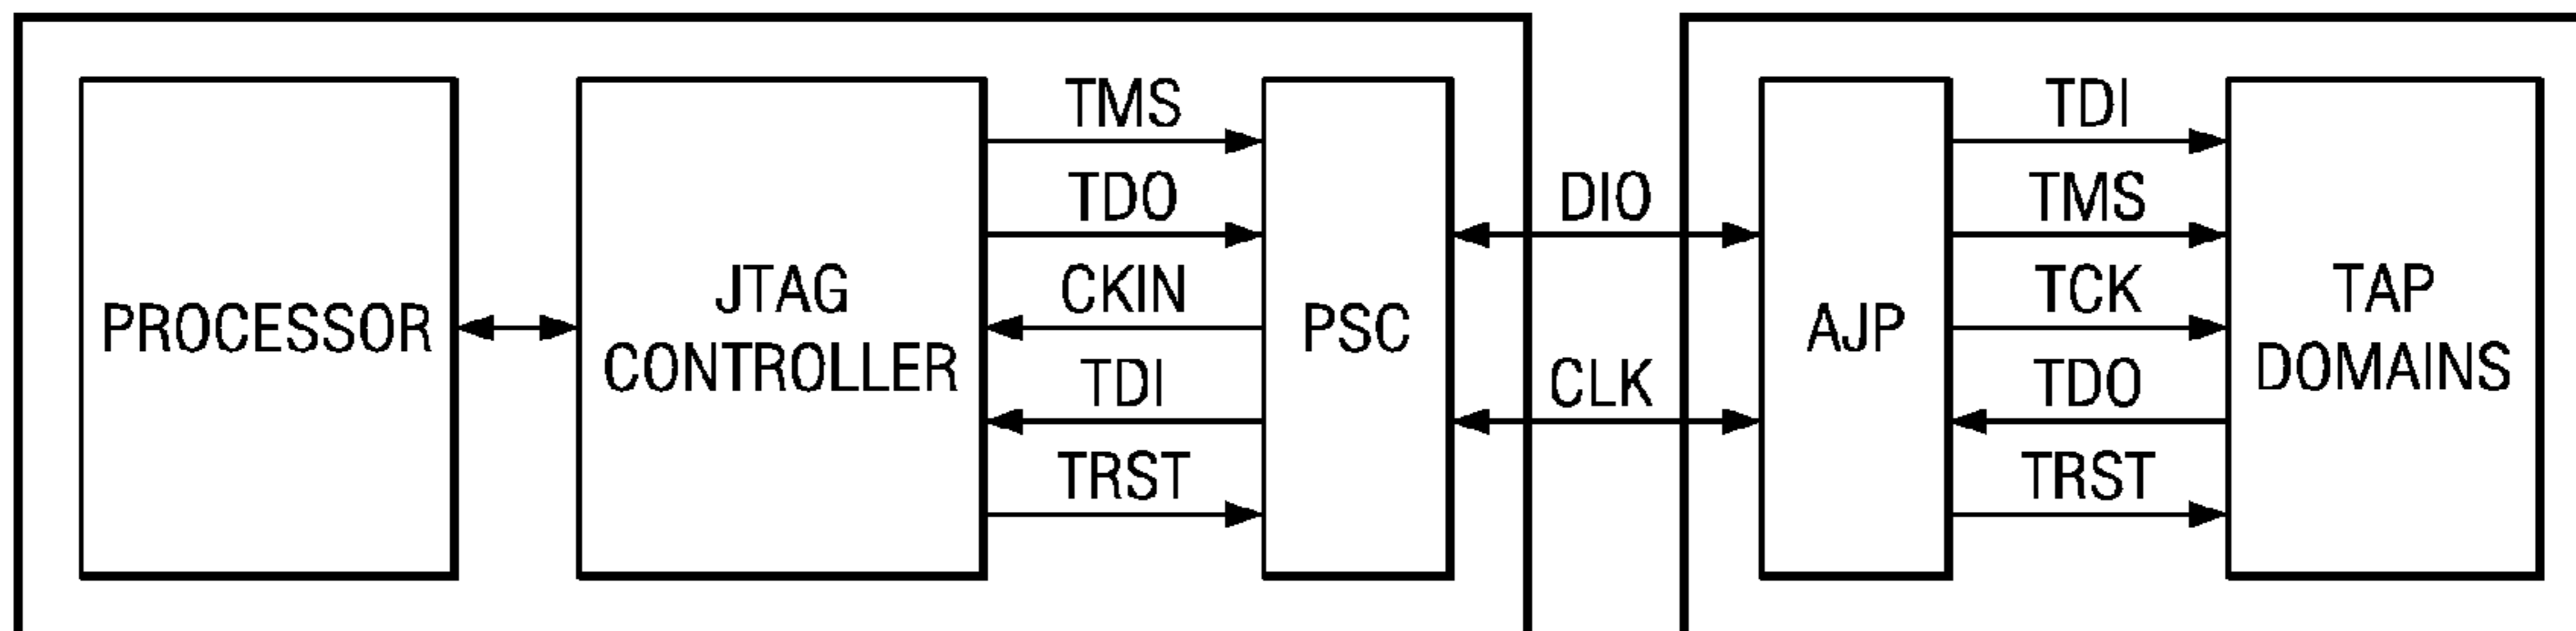 PROCESSOR
JTAG
CONTROLLER
TMS
TDO
CKIN
TDI
TRST
PSC
DIO
CLK
AJP
TDI
TMS
TCK
TDO
TRST
TAP
DOMAINS